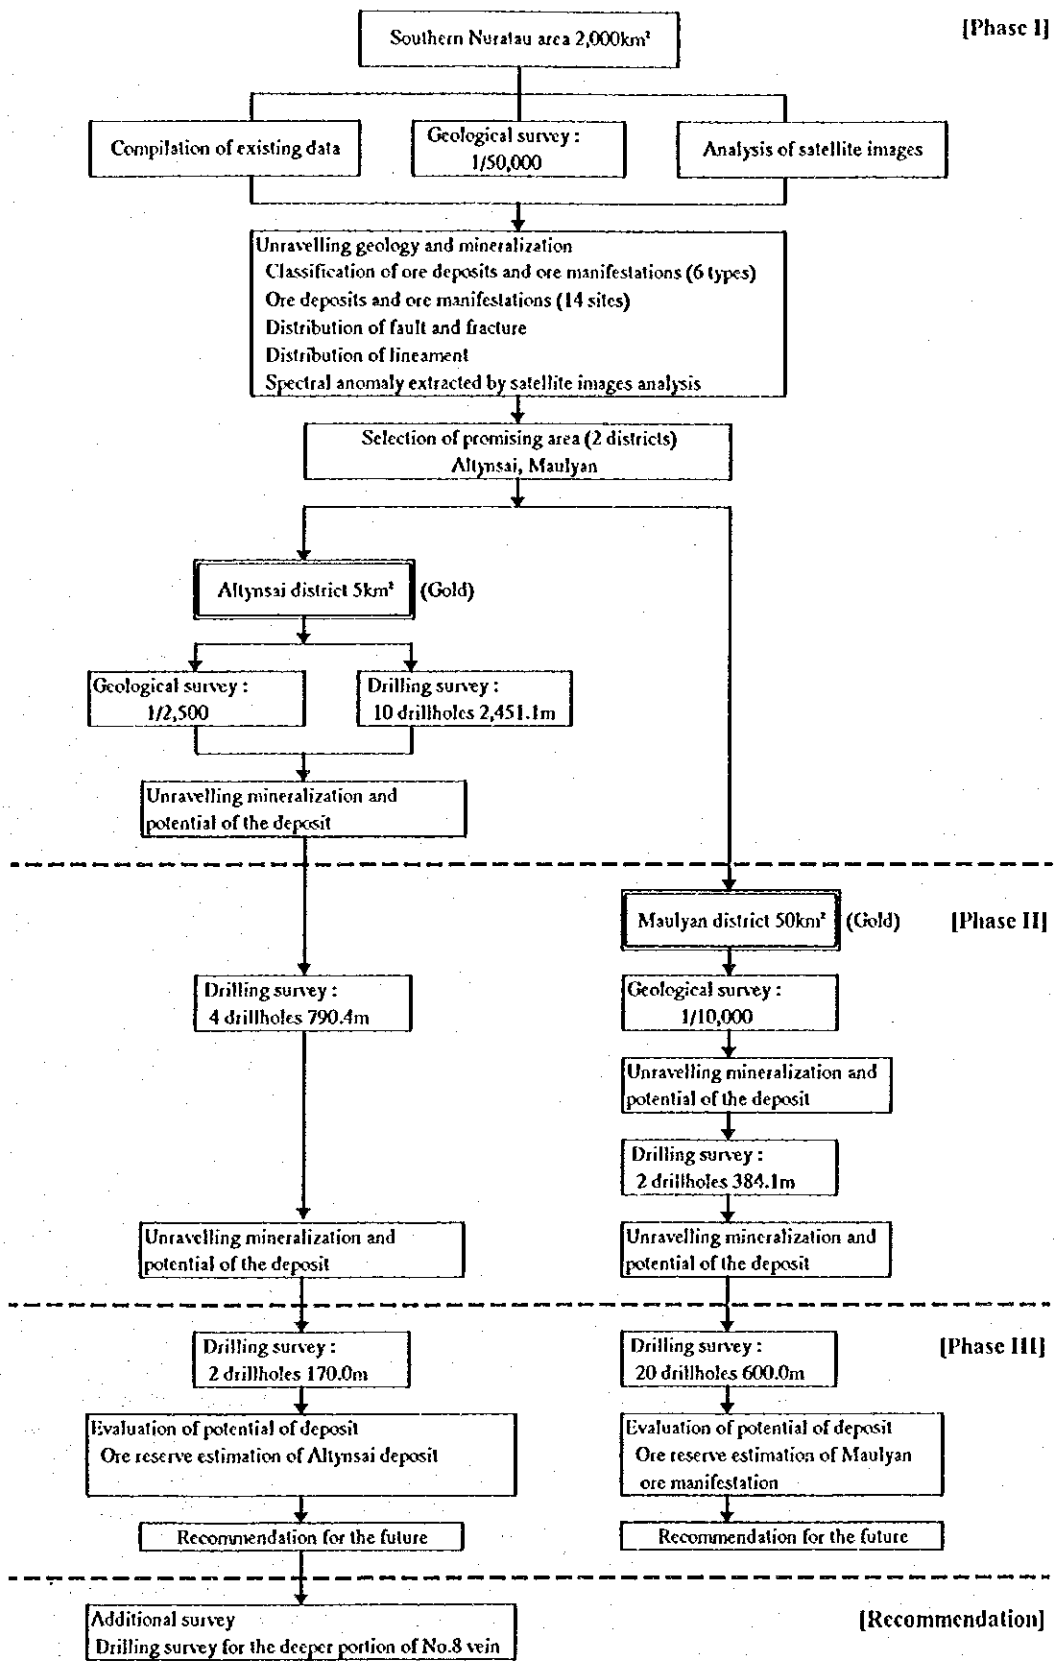 [Phase I]
Southern Nuratau area 2,000km²
Compilation of existing data
Geological survey :
1/50,000
Analysis of satellite images
Unravelling geology and mineralization
Classification of ore deposits and ore manifestations (6 types)
Ore deposits and ore manifestations (14 sites)
Distribution of fault and fracture
Distribution of lineament
Spectral anomaly extracted by satellite images analysis
Selection of promising area (2 districts)
Altynsai, Maulyan
Altynsai district 5km² (Gold)
Geological survey :
1/2,500
Drilling survey :
10 drillholes 2,451.1m
Unravelling mineralization and
potential of the deposit
[Phase II]
Maulyan district 50km² (Gold)
Drilling survey :
4 drillholes 790.4m
Geological survey :
1/10,000
Unravelling mineralization and
potential of the deposit
Drilling survey :
2 drillholes 384.1m
Unravelling mineralization and
potential of the deposit
Unravelling mineralization and
potential of the deposit
[Phase III]
Drilling survey :
2 drillholes 170.0m
Drilling survey :
20 drillholes 600.0m
Evaluation of potential of deposit
Ore reserve estimation of Altynsai deposit
Evaluation of potential of deposit
Ore reserve estimation of Maulyan
ore manifestation
Recommendation for the future
Recommendation for the future
[Recommendation]
Additional survey
Drilling survey for the deeper portion of No.8 vein